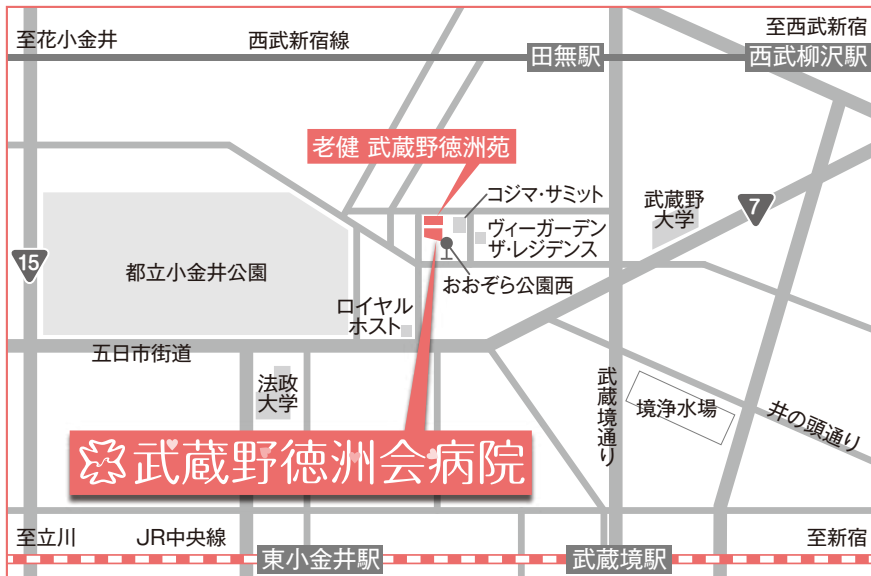 至花小金井
西武新宿線
至西武新宿
田無駅
西武柳沢駅
老健 武蔵野徳洲苑
コジマ・サミット
武蔵野
大学
7
ヴィーガーデン
ザ・レジデンス
15
都立小金井公園
おおぞら公園西
ロイヤル
ホスト
五日市街道
法政
大学
武蔵境通り
境浄水場
井の頭通り
武蔵野徳洲会病院
至立川
JR中央線
至新宿
東小金井駅
武蔵境駅